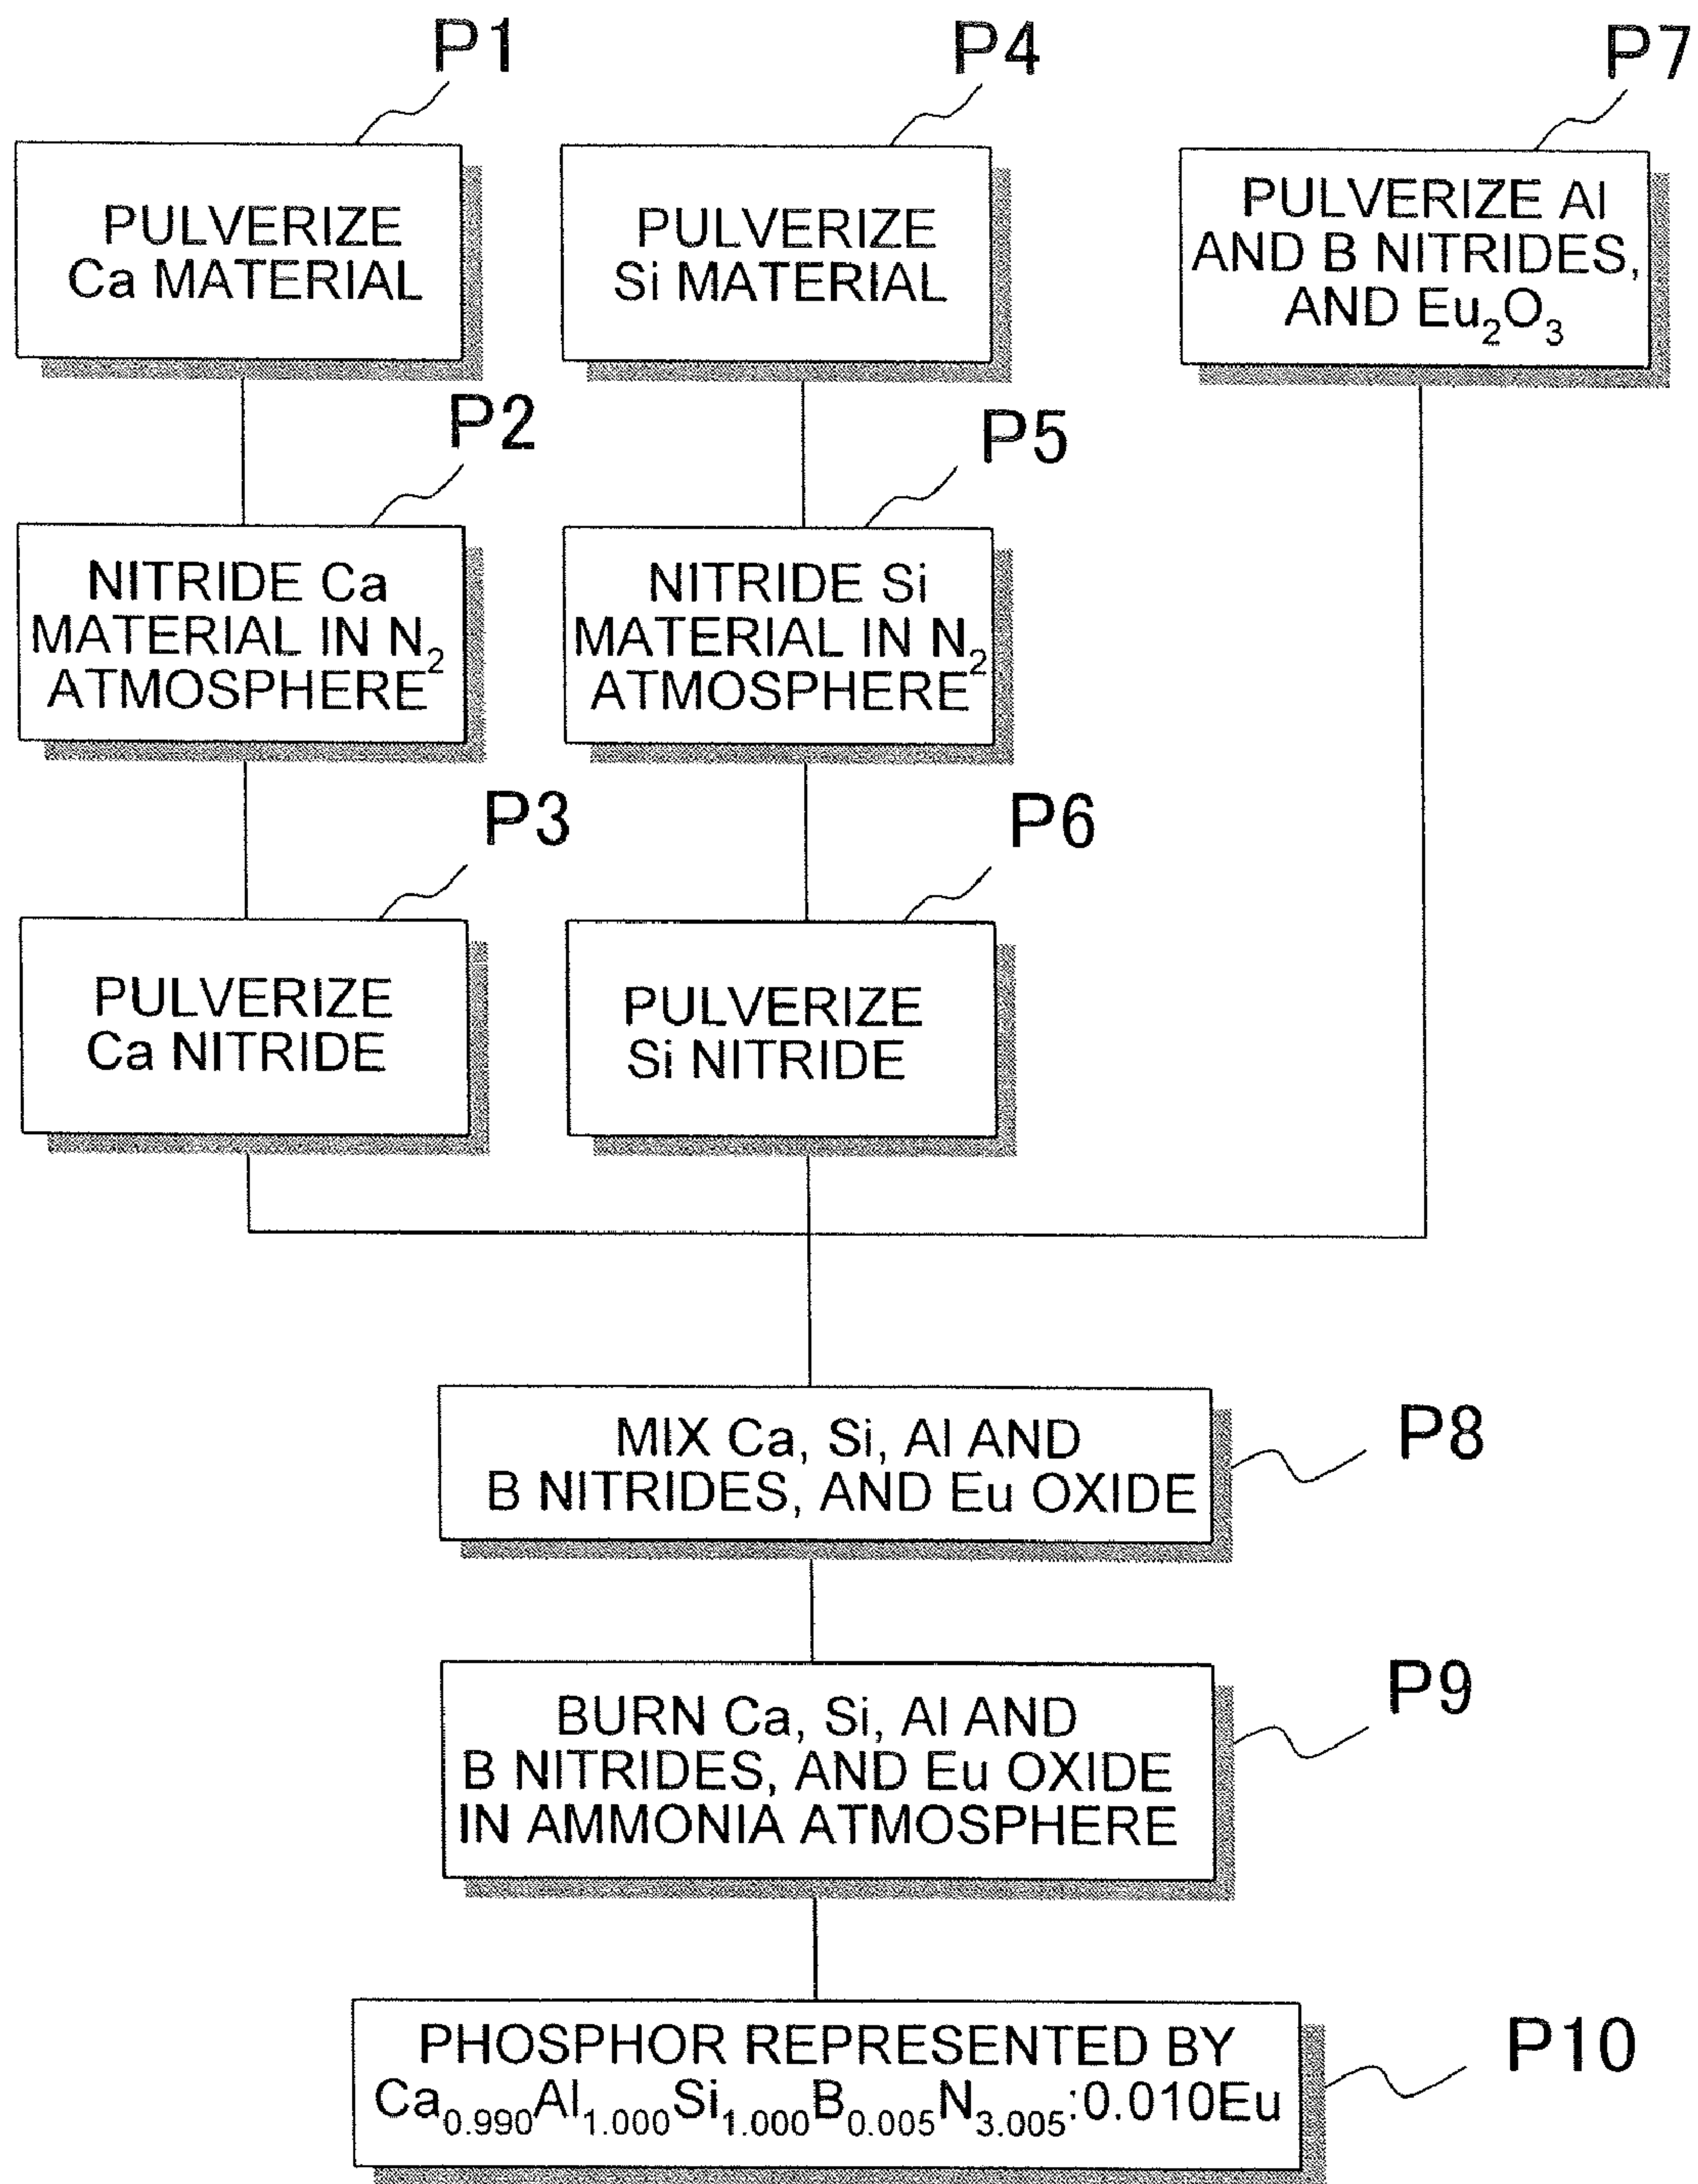 P1
PULVERIZE
Ca MATERIAL
P4
PULVERIZE
Si MATERIAL
P7
PULVERIZE Al
AND B NITRIDES,
AND Eu₂O₃
P2
NITRIDE Ca
MATERIAL IN N₂
ATMOSPHERE
P5
NITRIDE Si
MATERIAL IN N₂
ATMOSPHERE
P3
PULVERIZE
Ca NITRIDE
P6
PULVERIZE
Si NITRIDE
MIX Ca, Si, Al AND
B NITRIDES, AND Eu OXIDE
P8
BURN Ca, Si, Al AND
B NITRIDES, AND Eu OXIDE
IN AMMONIA ATMOSPHERE
P9
PHOSPHOR REPRESENTED BY
Ca₀.₉₉₀Al₁.₀₀₀Si₁.₀₀₀B₀.₀₀₅N₃.₀₀₅:0.010Eu
P10